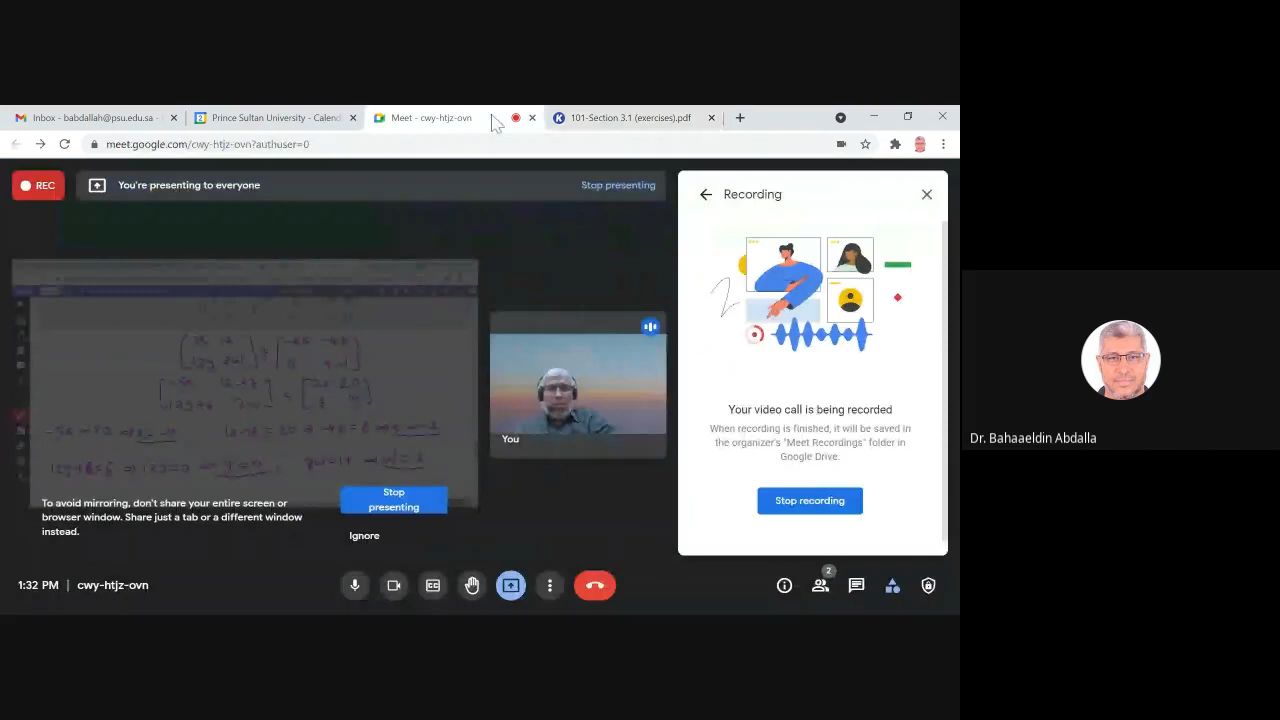 Inbox - babdallah@psu.edu.sa -
Prince Sultan University - Calend
Meet - cwy-htjz-ovn
101-Section 3.1 (exercises).pdf
meet.google.com/cwy-htjz-ovn?authuser=0
REC
You're presenting to everyone
Stop presenting
Recording
You
Your video call is being recorded
When recording is finished, it will be saved in
the organizer's "Meet Recordings" folder in
Google Drive.
Stop recording
To avoid mirroring, don't share your entire screen or
browser window. Share just a tab or a different window
instead.
Stop
presenting
Ignore
1:32 PM | cwy-htjz-ovn
2
Dr. Bahaaeldin Abdalla